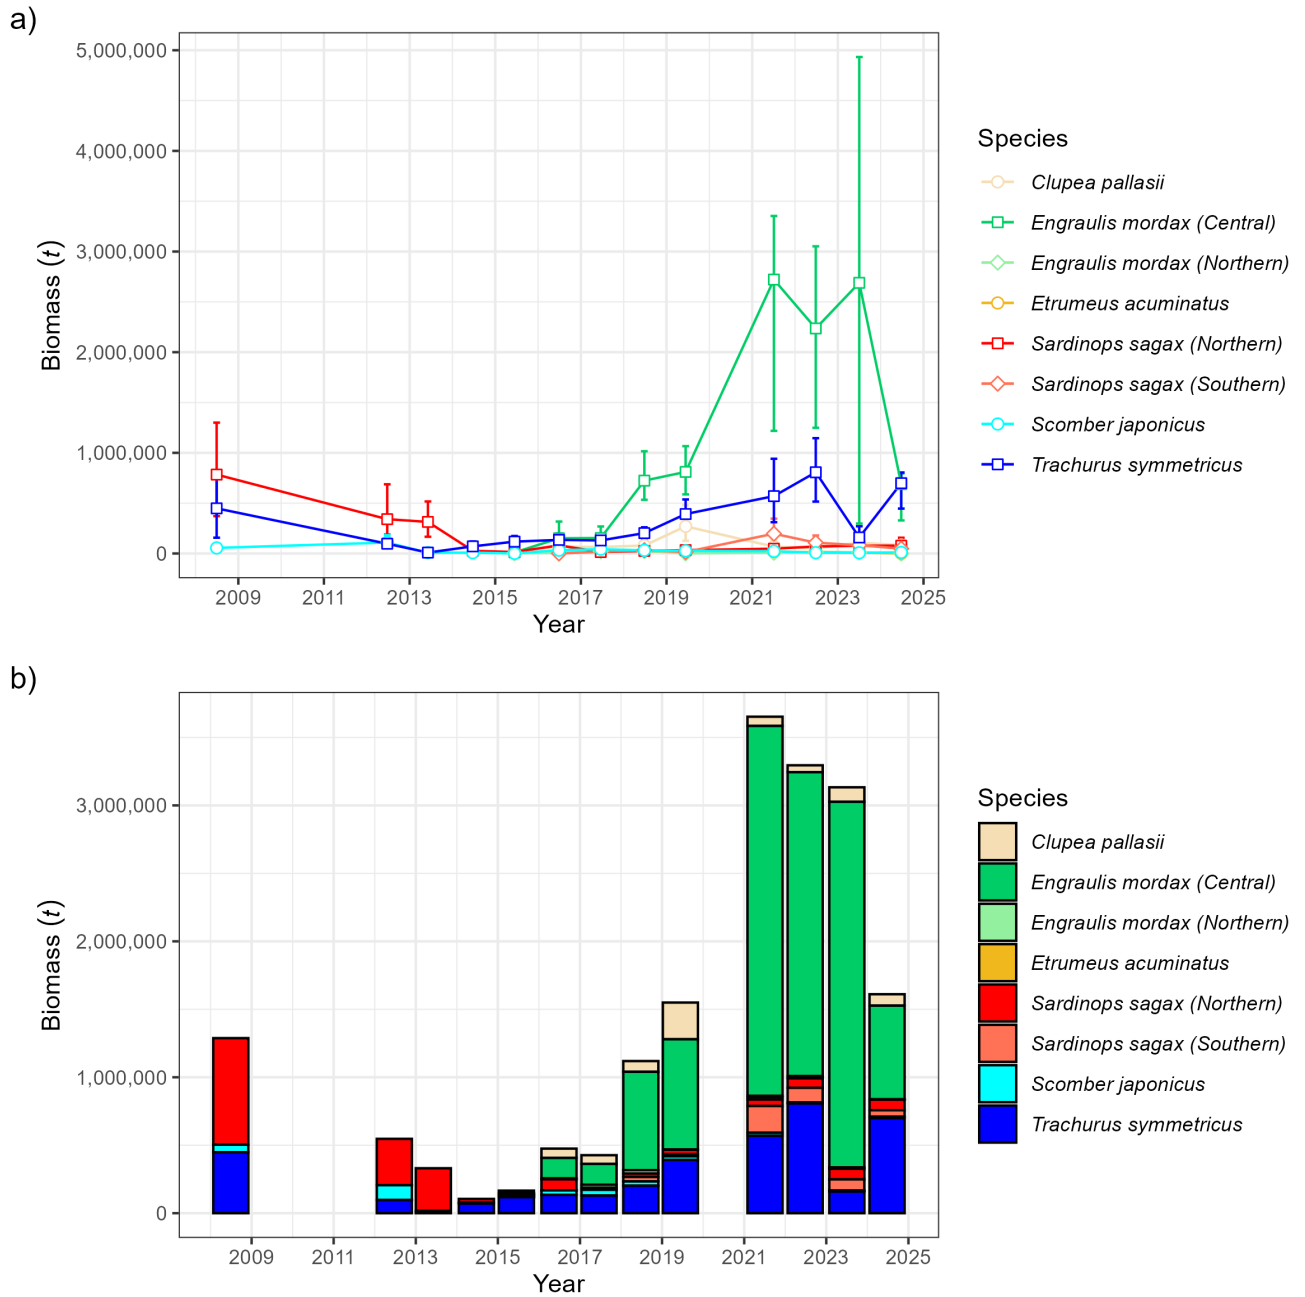 a)
5,000,000
4,000,000
3,000,000
2,000,000
1,000,000
0
Biomass (t)
2009 2011 2013 2015 2017 2019 2021 2023 2025
Year
Species
Clupea pallasii
Engraulis mordax (Central)
Engraulis mordax (Northern)
Etrumeus acuminatus
Sardinops sagax (Northern)
Sardinops sagax (Southern)
Scomber japonicus
Trachurus symmetricus
b)
3,000,000
2,000,000
1,000,000
0
Biomass (t)
2009 2011 2013 2015 2017 2019 2021 2023 2025
Year
Species
Clupea pallasii
Engraulis mordax (Central)
Engraulis mordax (Northern)
Etrumeus acuminatus
Sardinops sagax (Northern)
Sardinops sagax (Southern)
Scomber japonicus
Trachurus symmetricus